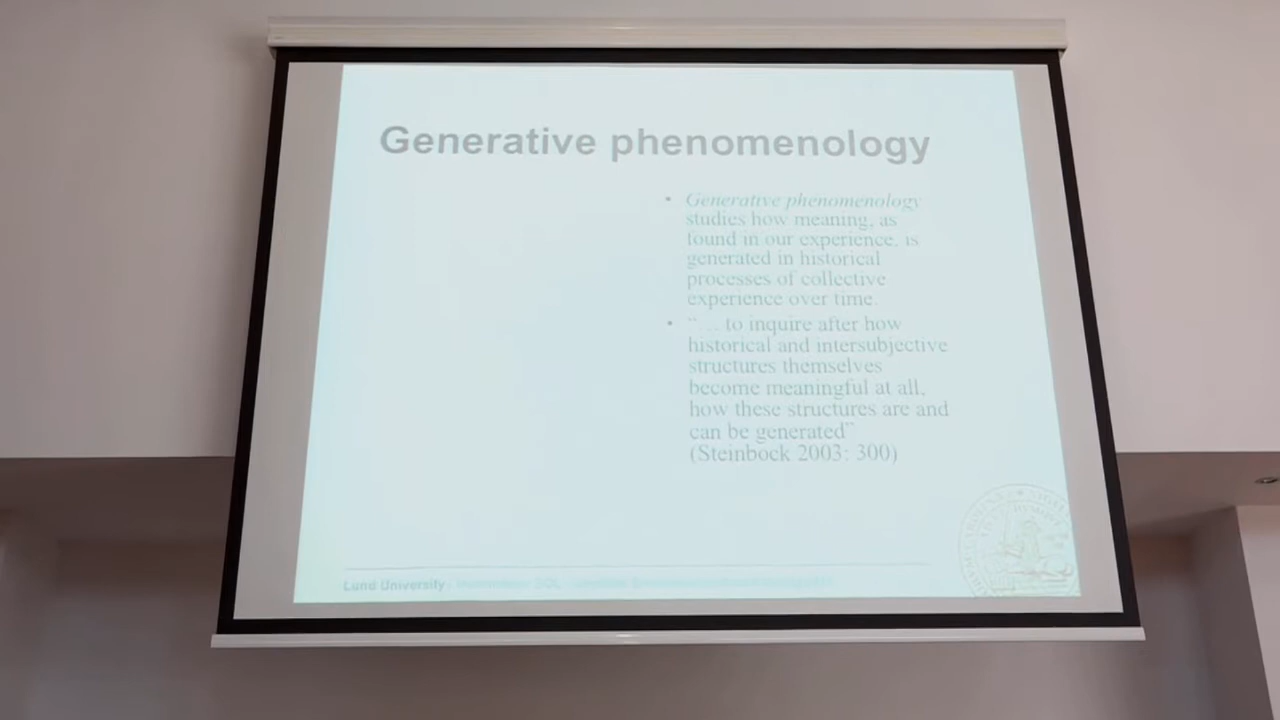 Generative phenomenology
• Generative phenomenology
studies how meaning, as
found in our experience, is
generated in historical
processes of collective
experience over time.
• “… to inquire after how
historical and intersubjective
structures themselves
become meaningful at all,
how these structures are and
can be generated”
(Steinbock 2003: 300)
Lund University